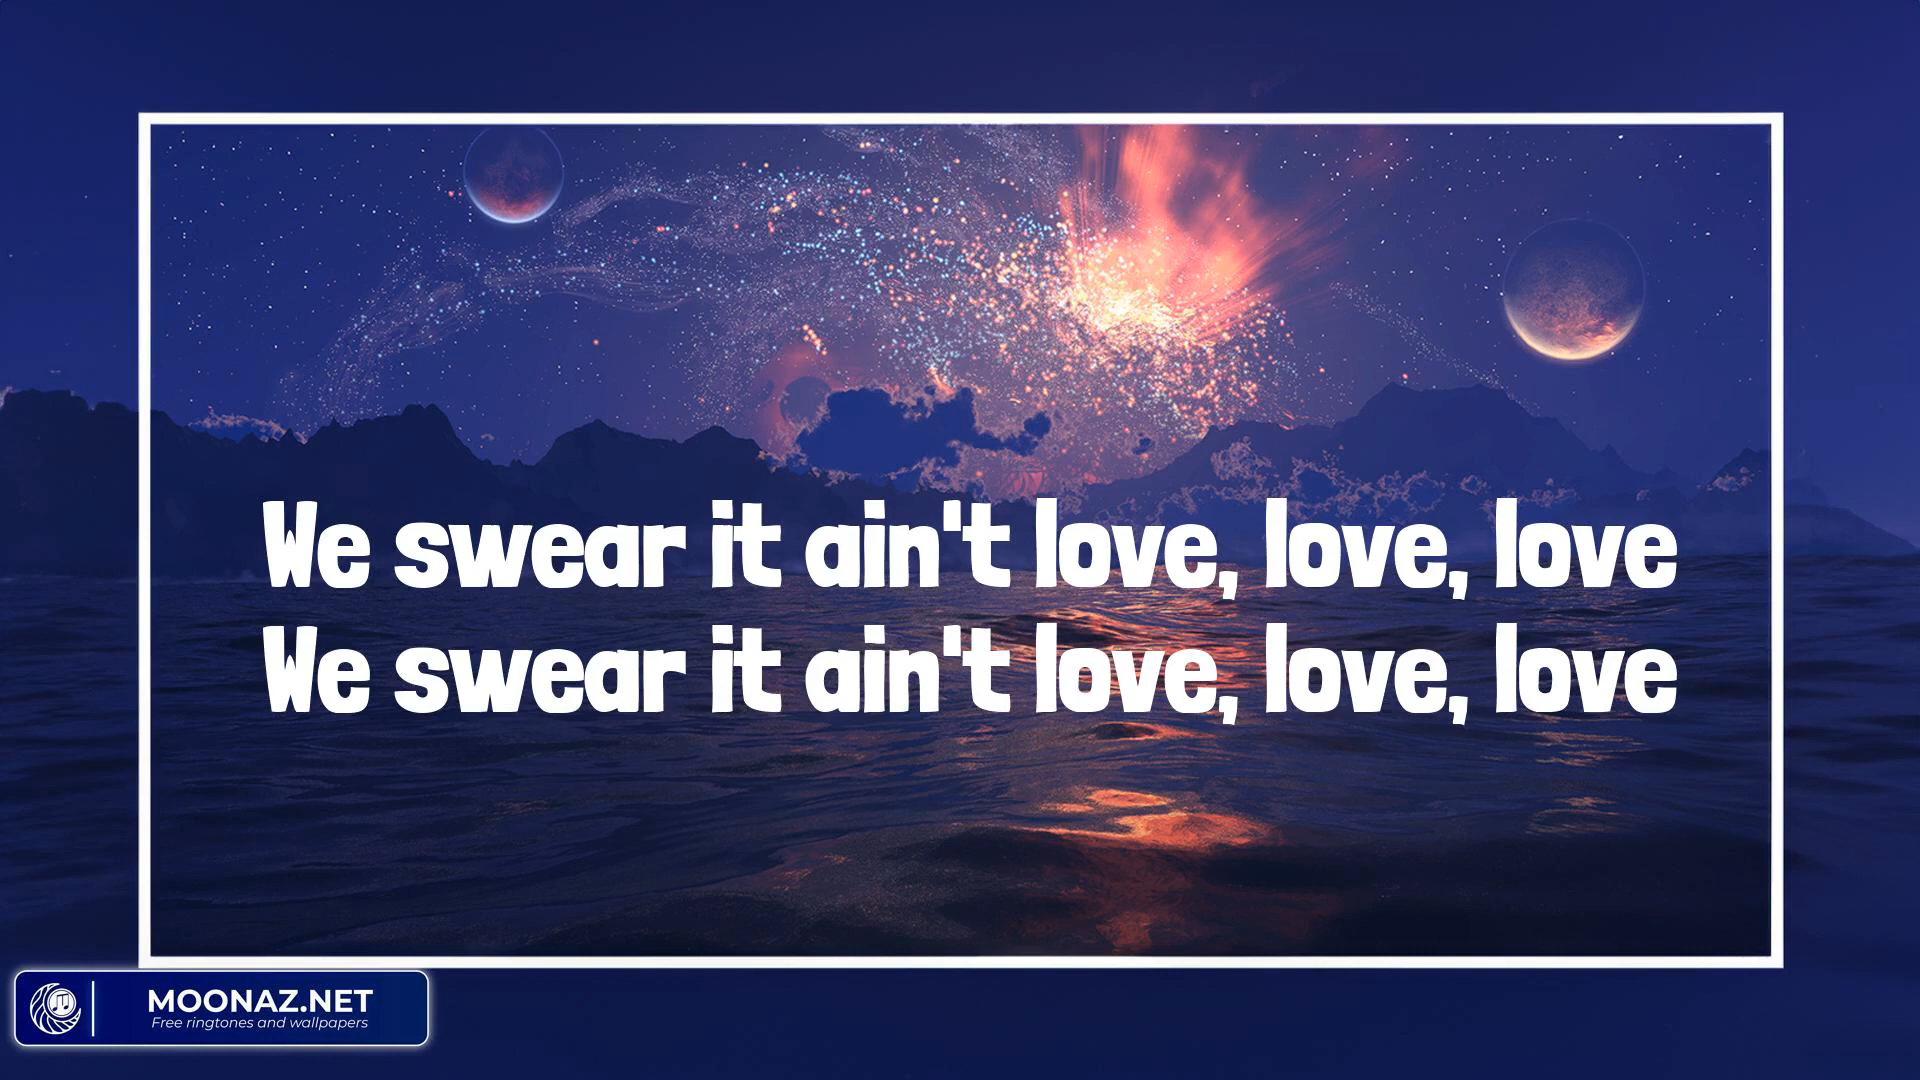 We swear it ain't love, love, love
We swear it ain't love, love, love
MOONAZ.NET
Free ringtones and wallpapers